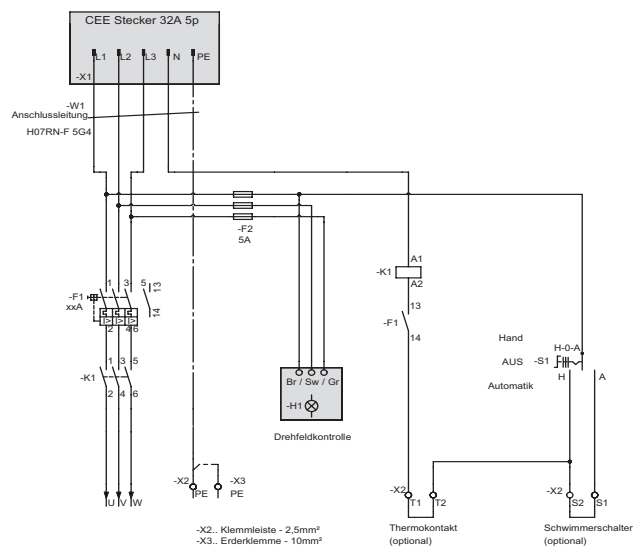 CEE Stecker 32A 5p
L1 L2 L3 N PE
-X1
-W1
Anschlussleitung
H07RN-F 5G4
-F2
5A
A1
-K1
A2
1 3 5 13
-F1
xxA
14
I> I> I>
2 4 6
13
-F1
14
Hand
H-0-A
AUS
-S1
Automatik
H A
1 3 5
-K1
2 4 6
Br / Sw / Gr
-H1
Drehfeldkontrolle
-X2
PE
-X3
PE
U V W
-X2
T1 T2
-X2
S2 S1
-X2.. Klemmleiste - 2,5mm²
-X3.. Erderklemme - 10mm²
Thermokontakt
(optional)
Schwimmerschalter
(optional)